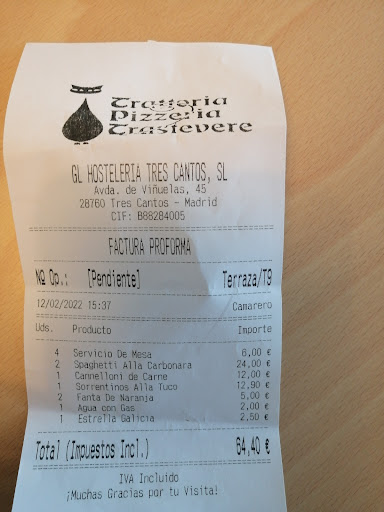 Trattoria
Pizzeria
Trastevere
GL HOSTELERIA TRES CANTOS, SL
Avda. de Viñuelas, 45
28760 Tres Cantos - Madrid
CIF: B88284005
FACTURA PROFORMA
Nº Op.: [Pendiente] Terraza/T9
12/02/2022 15:37 Camarero
Uds. Producto Importe
4 Servicio De Mesa 6,00 €
2 Spaghetti Alla Carbonara 24,00 €
1 Cannelloni de Carne 12,00 €
1 Sorrentinos Alla Tuco 12,90 €
2 Fanta De Naranja 5,00 €
1 Agua con Gas 2,00 €
1 Estrella Galicia 2,50 €
Total (Impuestos Incl.) 64,40 €
IVA Incluido
¡Muchas Gracias por tu Visita!